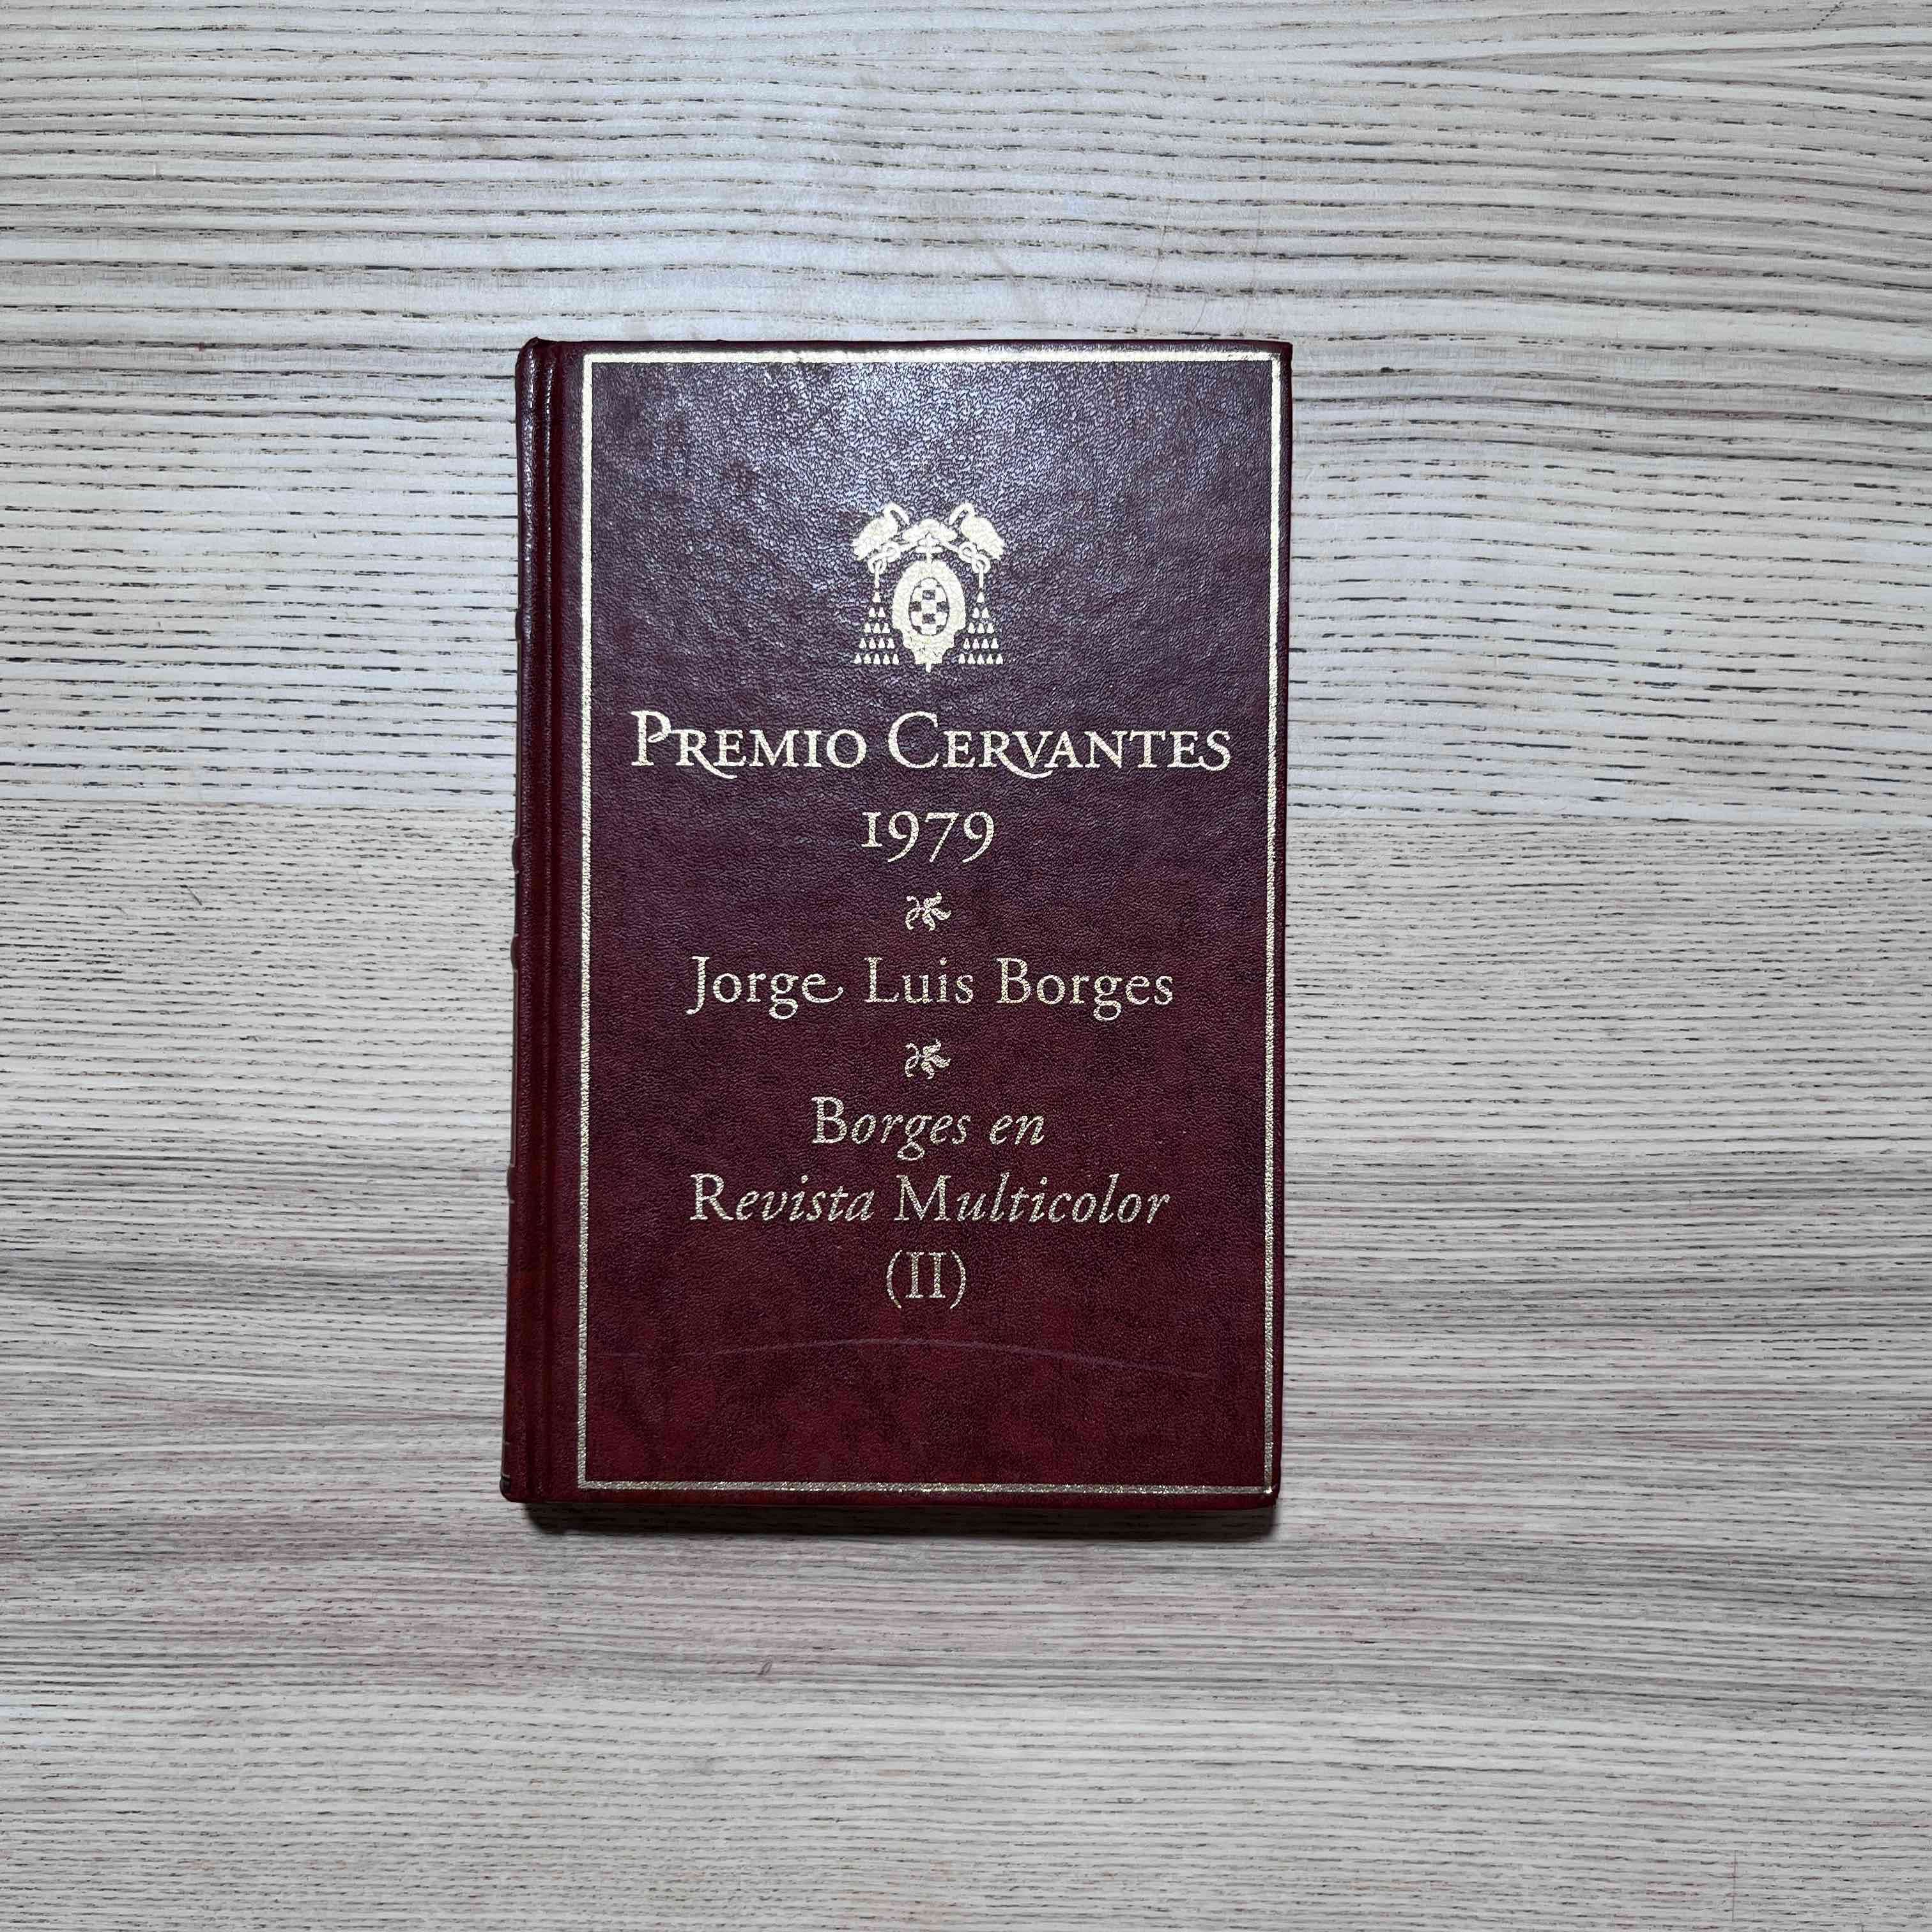 PREMIO CERVANTES
1979
Jorge Luis Borges
Borges en
Revista Multicolor
(II)